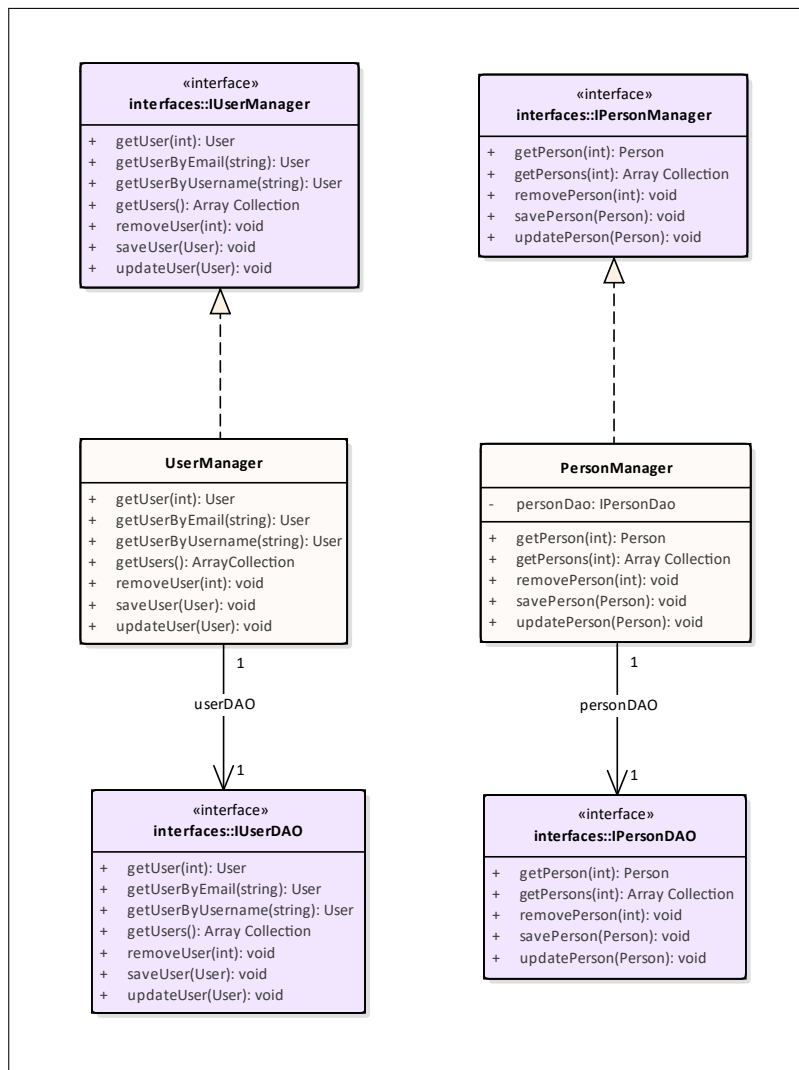 «interface»
interfaces::IUserManager
+ getUser(int): User
+ getUserByEmail(string): User
+ getUserByUsername(string): User
+ getUsers(): Array Collection
+ removeUser(int): void
+ saveUser(User): void
+ updateUser(User): void
«interface»
interfaces::IPersonManager
+ getPerson(int): Person
+ getPersons(int): Array Collection
+ removePerson(int): void
+ savePerson(Person): void
+ updatePerson(Person): void
UserManager
+ getUser(int): User
+ getUserByEmail(string): User
+ getUserByUsername(string): User
+ getUsers(): ArrayCollection
+ removeUser(int): void
+ saveUser(User): void
+ updateUser(User): void
PersonManager
- personDao: IPersonDao
+ getPerson(int): Person
+ getPersons(int): Array Collection
+ removePerson(int): void
+ savePerson(Person): void
+ updatePerson(Person): void
1
userDAO
1
1
personDAO
1
«interface»
interfaces::IUserDAO
+ getUser(int): User
+ getUserByEmail(string): User
+ getUserByUsername(string): User
+ getUsers(): Array Collection
+ removeUser(int): void
+ saveUser(User): void
+ updateUser(User): void
«interface»
interfaces::IPersonDAO
+ getPerson(int): Person
+ getPersons(int): Array Collection
+ removePerson(int): void
+ savePerson(Person): void
+ updatePerson(Person): void